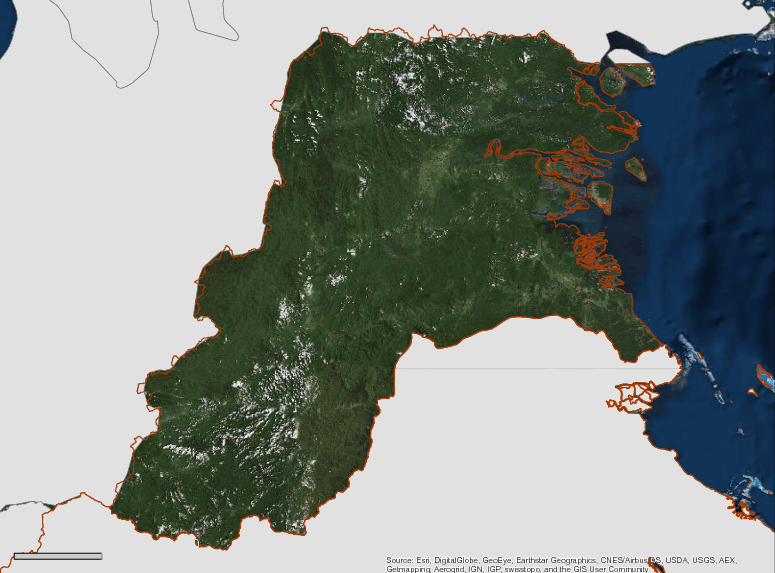 Source: Esri, DigitalGlobe, GeoEye, Earthstar Geographics, CNES/Airbus DS, USDA, USGS, AEX,
Getmapping, Aerogrid, IGN, IGP, swisstopo, and the GIS User Community